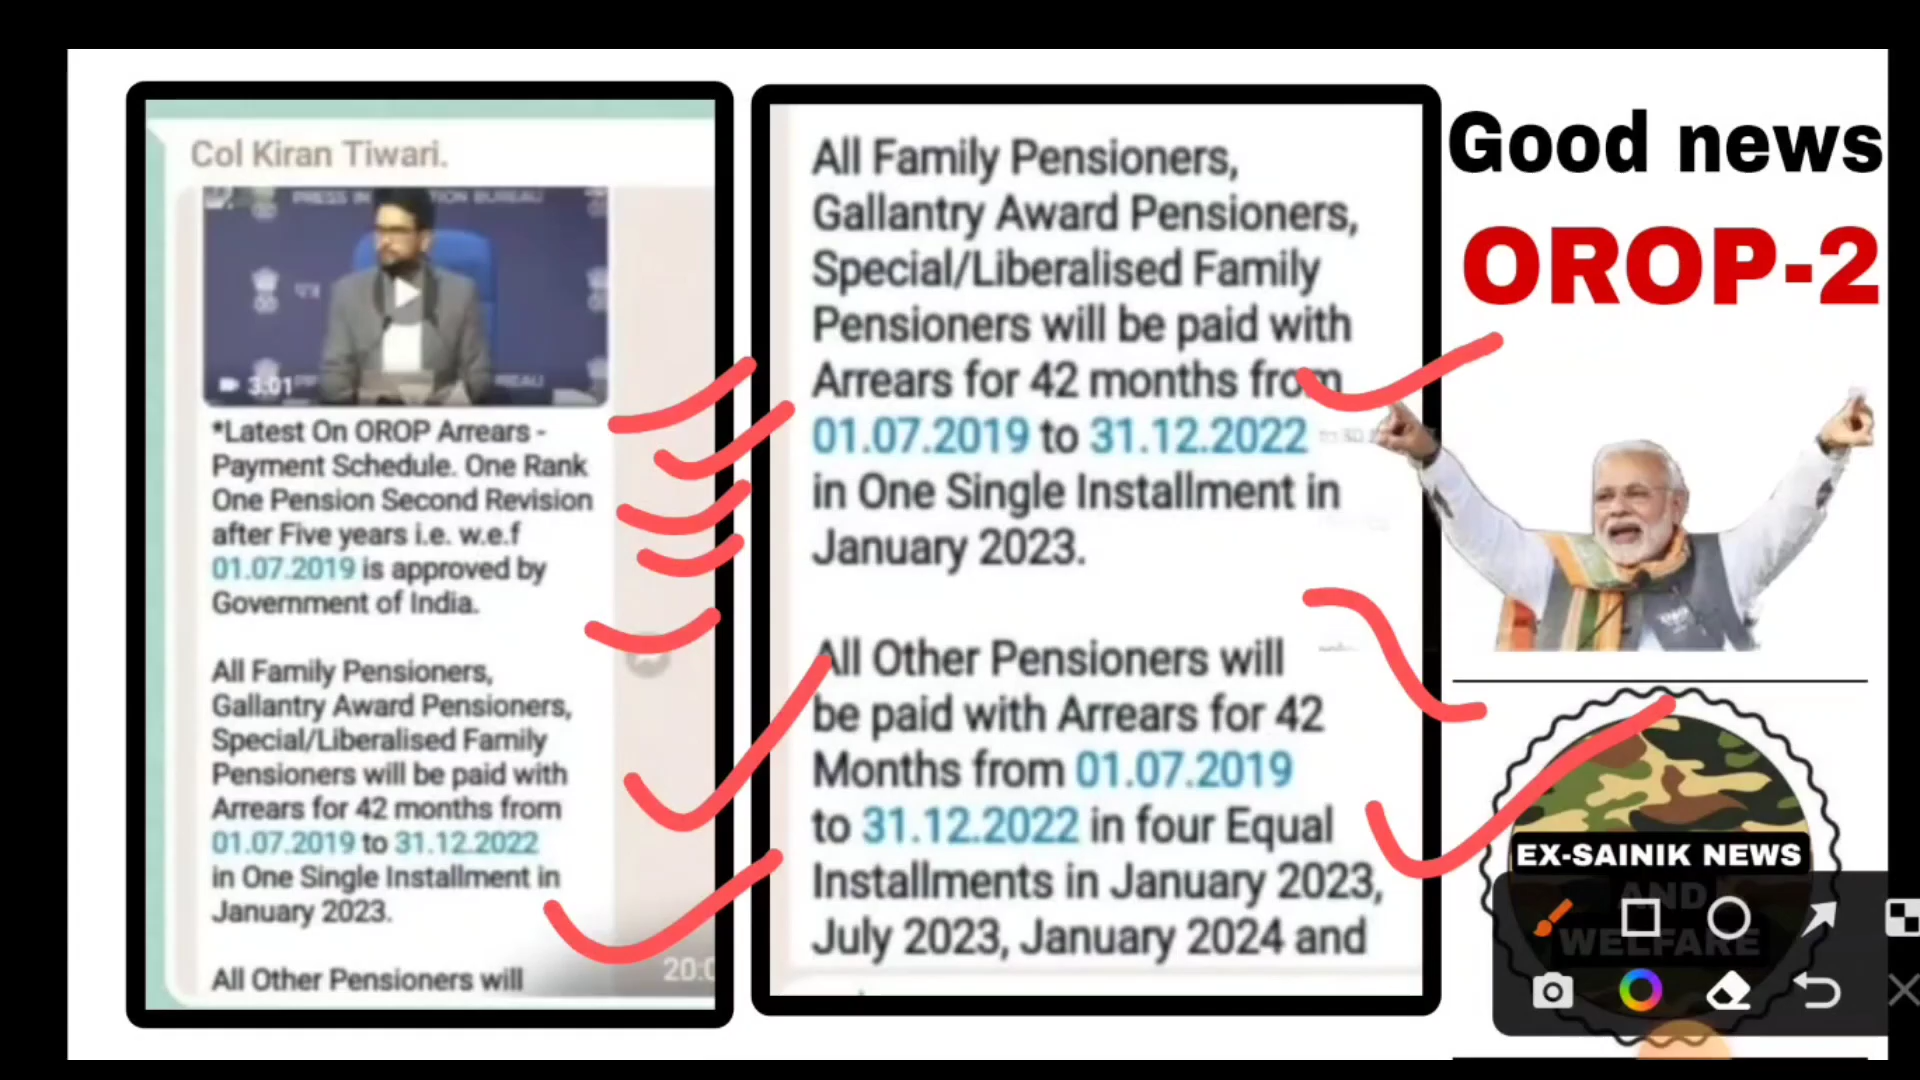 Col Kiran Tiwari.
3:01
*Latest On OROP Arrears -
Payment Schedule. One Rank
One Pension Second Revision
after Five years i.e. w.e.f
01.07.2019 is approved by
Government of India.
All Family Pensioners,
Gallantry Award Pensioners,
Special/Liberalised Family
Pensioners will be paid with
Arrears for 42 months from
01.07.2019 to 31.12.2022
in One Single Installment in
January 2023.
All Other Pensioners will
All Family Pensioners,
Gallantry Award Pensioners,
Special/Liberalised Family
Pensioners will be paid with
Arrears for 42 months from
01.07.2019 to 31.12.2022
in One Single Installment in
January 2023.
All Other Pensioners will
be paid with Arrears for 42
Months from 01.07.2019
to 31.12.2022 in four Equal
Installments in January 2023,
July 2023, January 2024 and
Good news
OROP-2
EX-SAINIK NEWS
AND
WELFARE